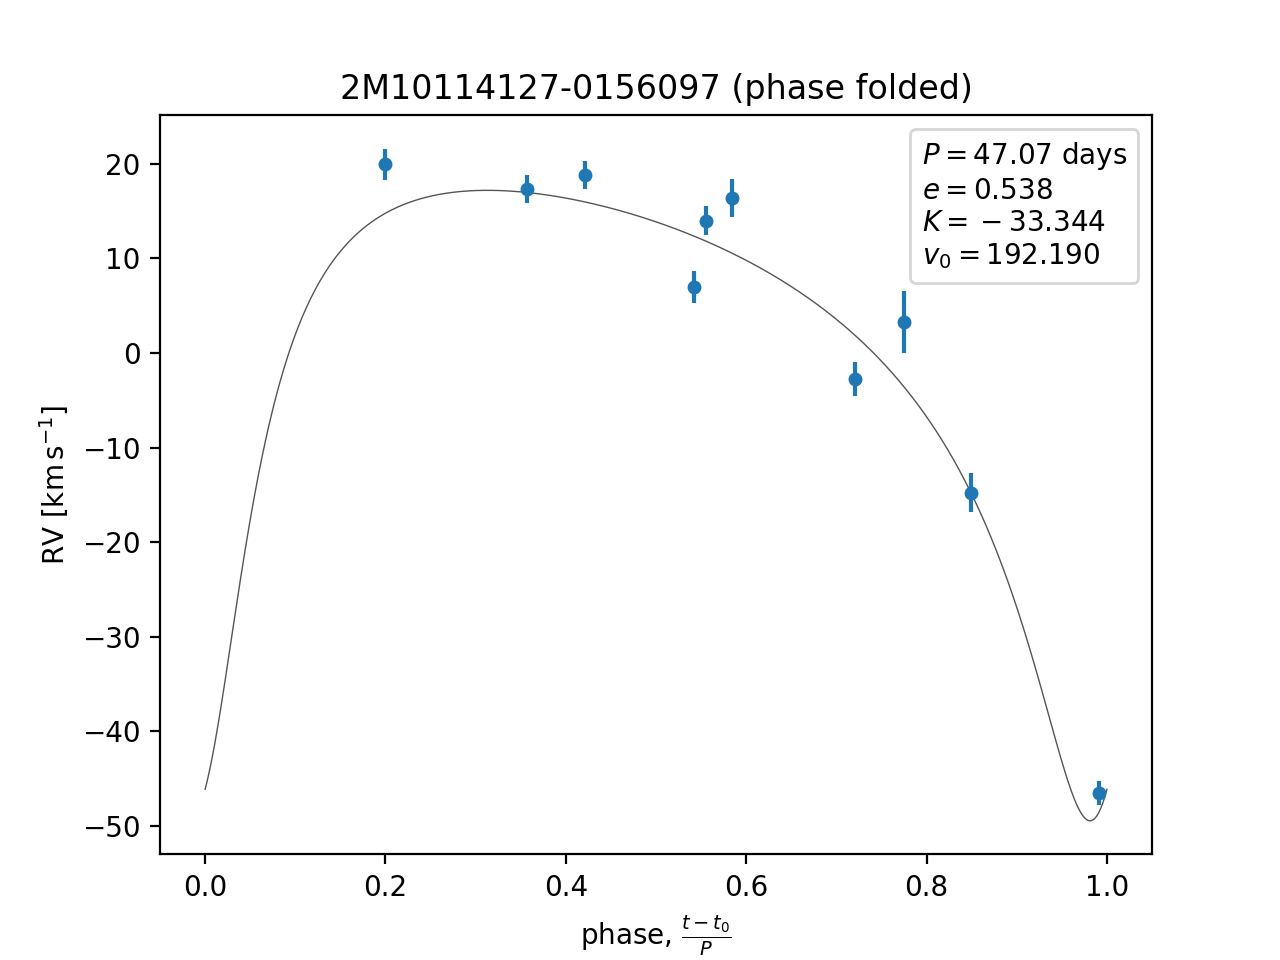 2M10114127-0156097 (phase folded)
P = 47.07 days
e = 0.538
K = −33.344
v₀ = 192.190
20
10
0
−10
−20
−30
−40
−50
RV [km s⁻¹]
0.0 0.2 0.4 0.6 0.8 1.0
phase, (t − t₀)/P